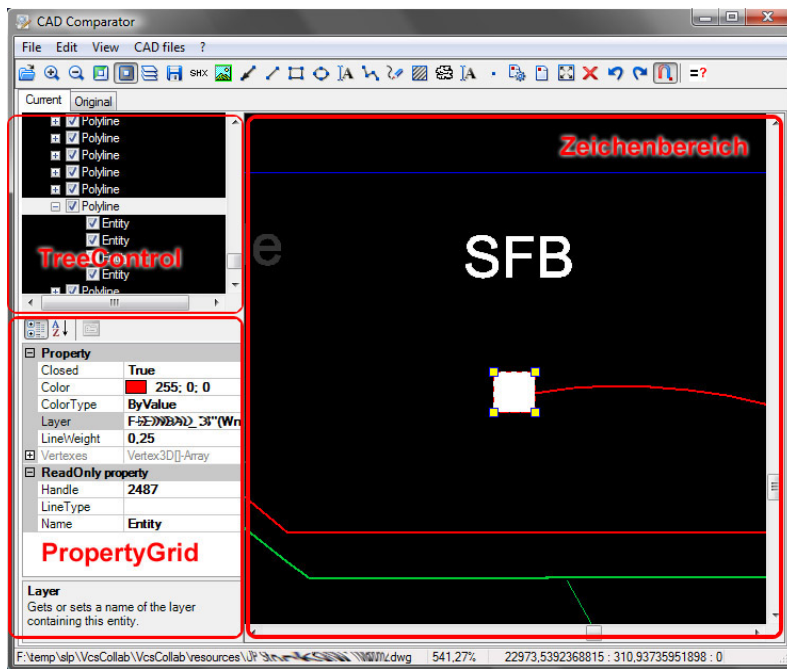 CAD Comparator
File Edit View CAD files ?
SHX A A =?
Current Original
Polyline
Polyline
Polyline
Polyline
Polyline
Polyline
Entity
Entity
Entity
Entity
Polyline
TreeControl
Zeichenbereich
e
SFB
A
Z
Property
Closed True
Color 255; 0; 0
ColorType ByValue
Layer
LineWeight 0,25
Vertexes Vertex3D[]-Array
ReadOnly property
Handle 2487
LineType
Name Entity
PropertyGrid
Layer
Gets or sets a name of the layer
containing this entity.
F:\temp\slp\VcsCollab\VcsCollab\resources\ .dwg 541,27% 22973,5392368815 : 310,93735951898 : 0